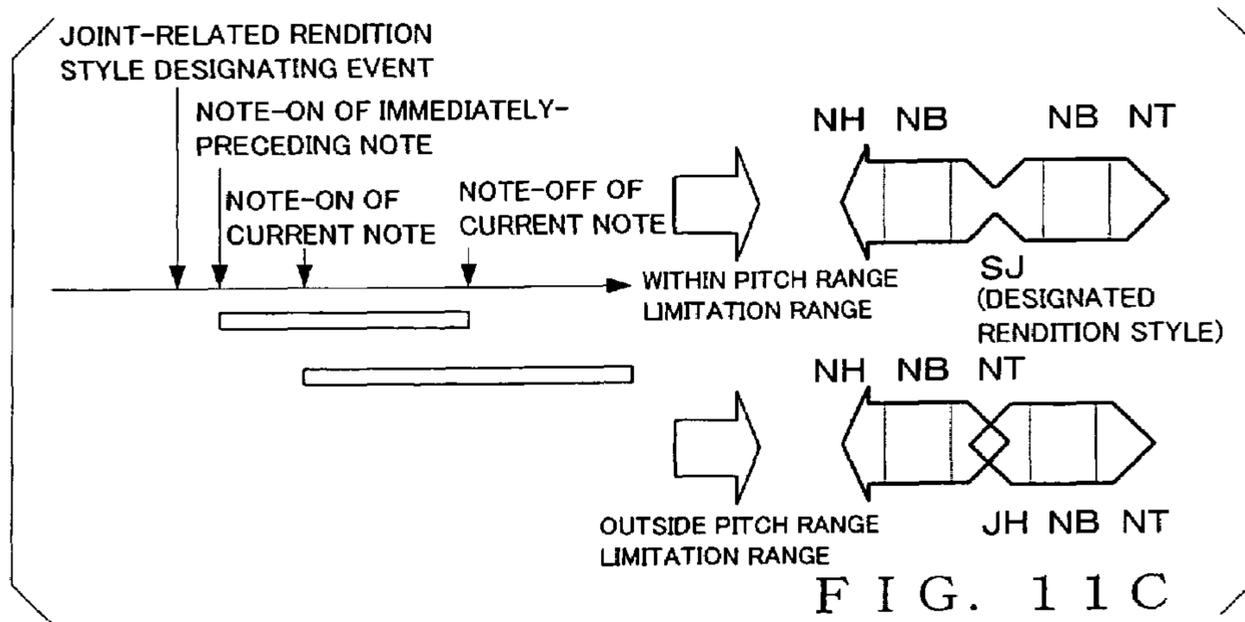 JOINT-RELATED RENDITION
STYLE DESIGNATING EVENT
NOTE-ON OF IMMEDIATELY-
PRECEDING NOTE
NOTE-ON OF
CURRENT NOTE
NOTE-OFF OF
CURRENT NOTE
NH NB NB NT
WITHIN PITCH RANGE
LIMITATION RANGE
SJ
(DESIGNATED
RENDITION STYLE)
NH NB NT
OUTSIDE PITCH RANGE
LIMITATION RANGE
JH NB NT
FIG. 11C